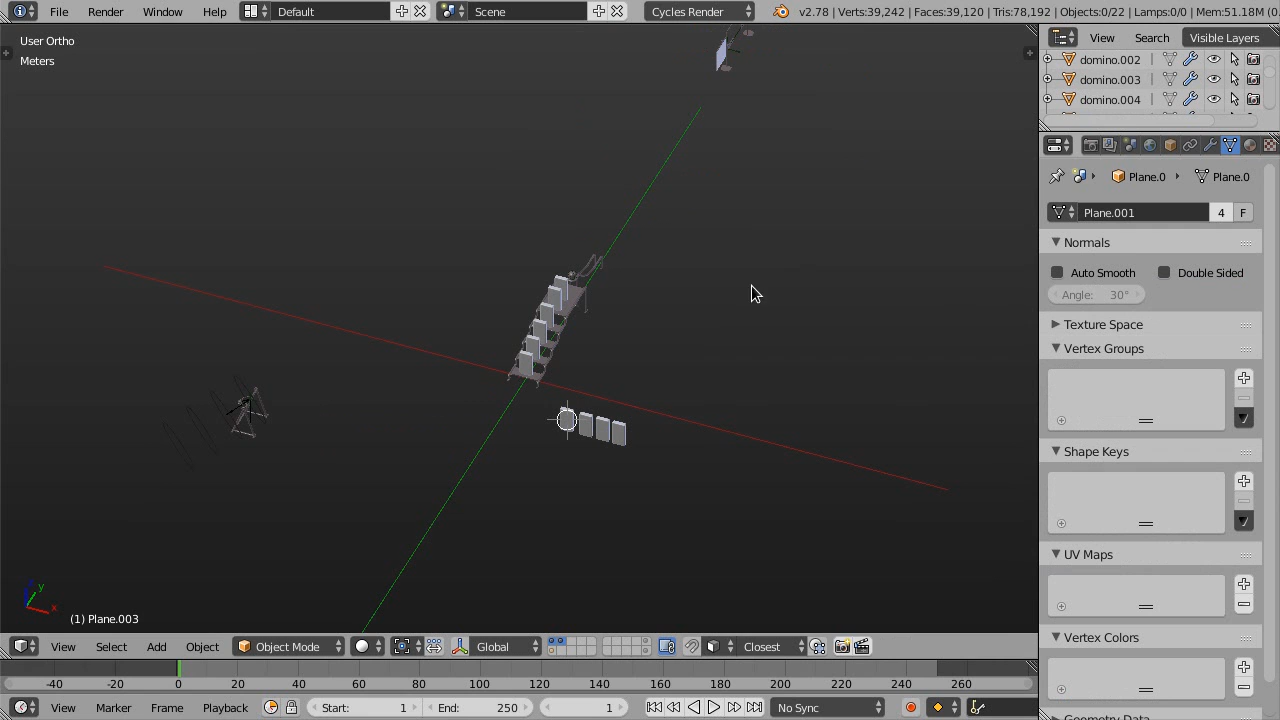 File Render Window Help Default Scene Cycles Render v2.78 | Verts:39,242 | Faces:39,120 | Tris:78,192 | Objects:0/22 | Lamps:0/0 | Mem:51.18M (0
User Ortho
Meters
View Search Visible Layers
domino.002
domino.003
domino.004
Plane.0 Plane.0
Plane.001 4 F
Normals
Auto Smooth Double Sided
Angle: 30°
Texture Space
Vertex Groups
Shape Keys
UV Maps
Vertex Colors
z
y
x
(1) Plane.003
View Select Add Object Object Mode Global Closest
-40 -20 0 20 40 60 80 100 120 140 160 180 200 220 240 260
View Marker Frame Playback Start: 1 End: 250 1 No Sync
Geometry Data